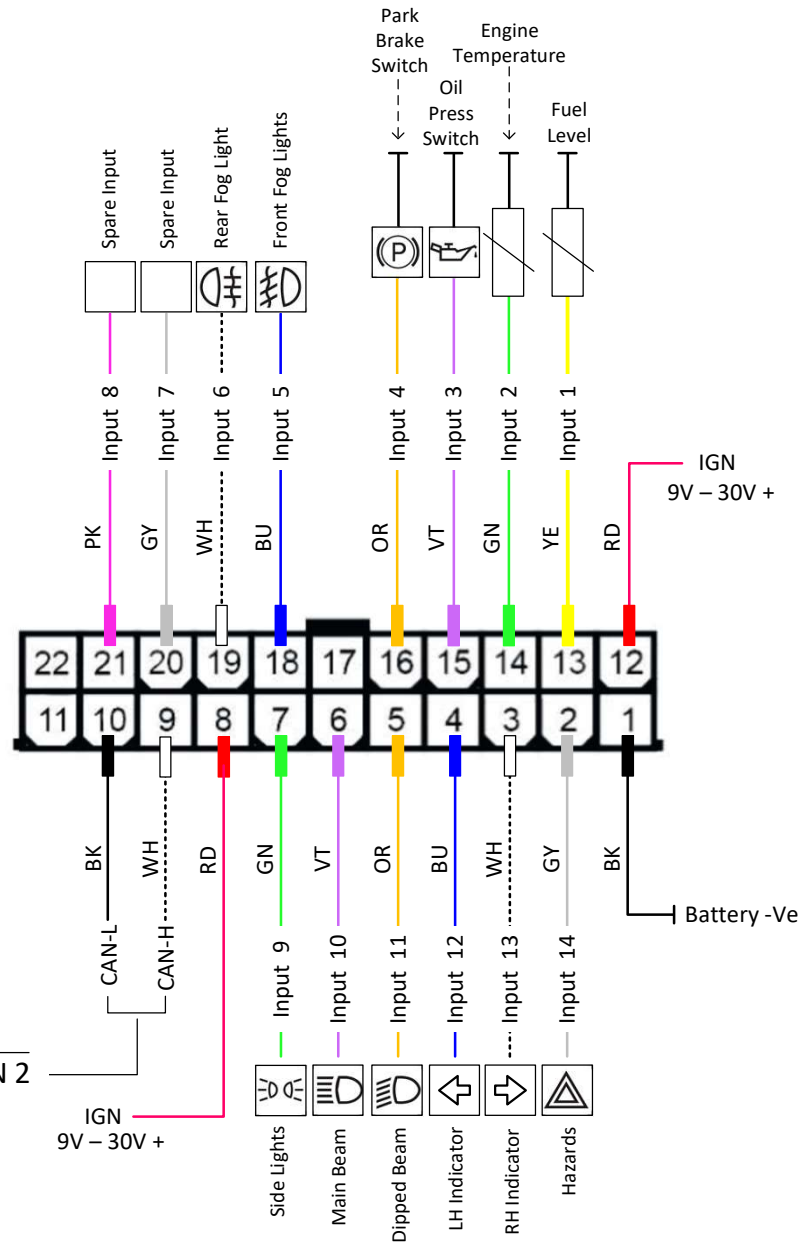 Park
Brake
Switch
Engine
Temperature
Oil
Press
Switch
Fuel
Level
Spare Input
Spare Input
Rear Fog Light
Front Fog Lights
P
Input 8
Input 7
Input 6
Input 5
Input 4
Input 3
Input 2
Input 1
IGN
9V – 30V +
PK
GY
WH
BU
OR
VT
GN
YE
RD
22 21 20 19 18 17 16 15 14 13 12
11 10 9 8 7 6 5 4 3 2 1
BK
WH
RD
GN
VT
OR
BU
WH
GY
BK
Battery -Ve
CAN-L
CAN-H
Input 9
Input 10
Input 11
Input 12
Input 13
Input 14
N 2
IGN
9V – 30V +
Side Lights
Main Beam
Dipped Beam
LH Indicator
RH Indicator
Hazards